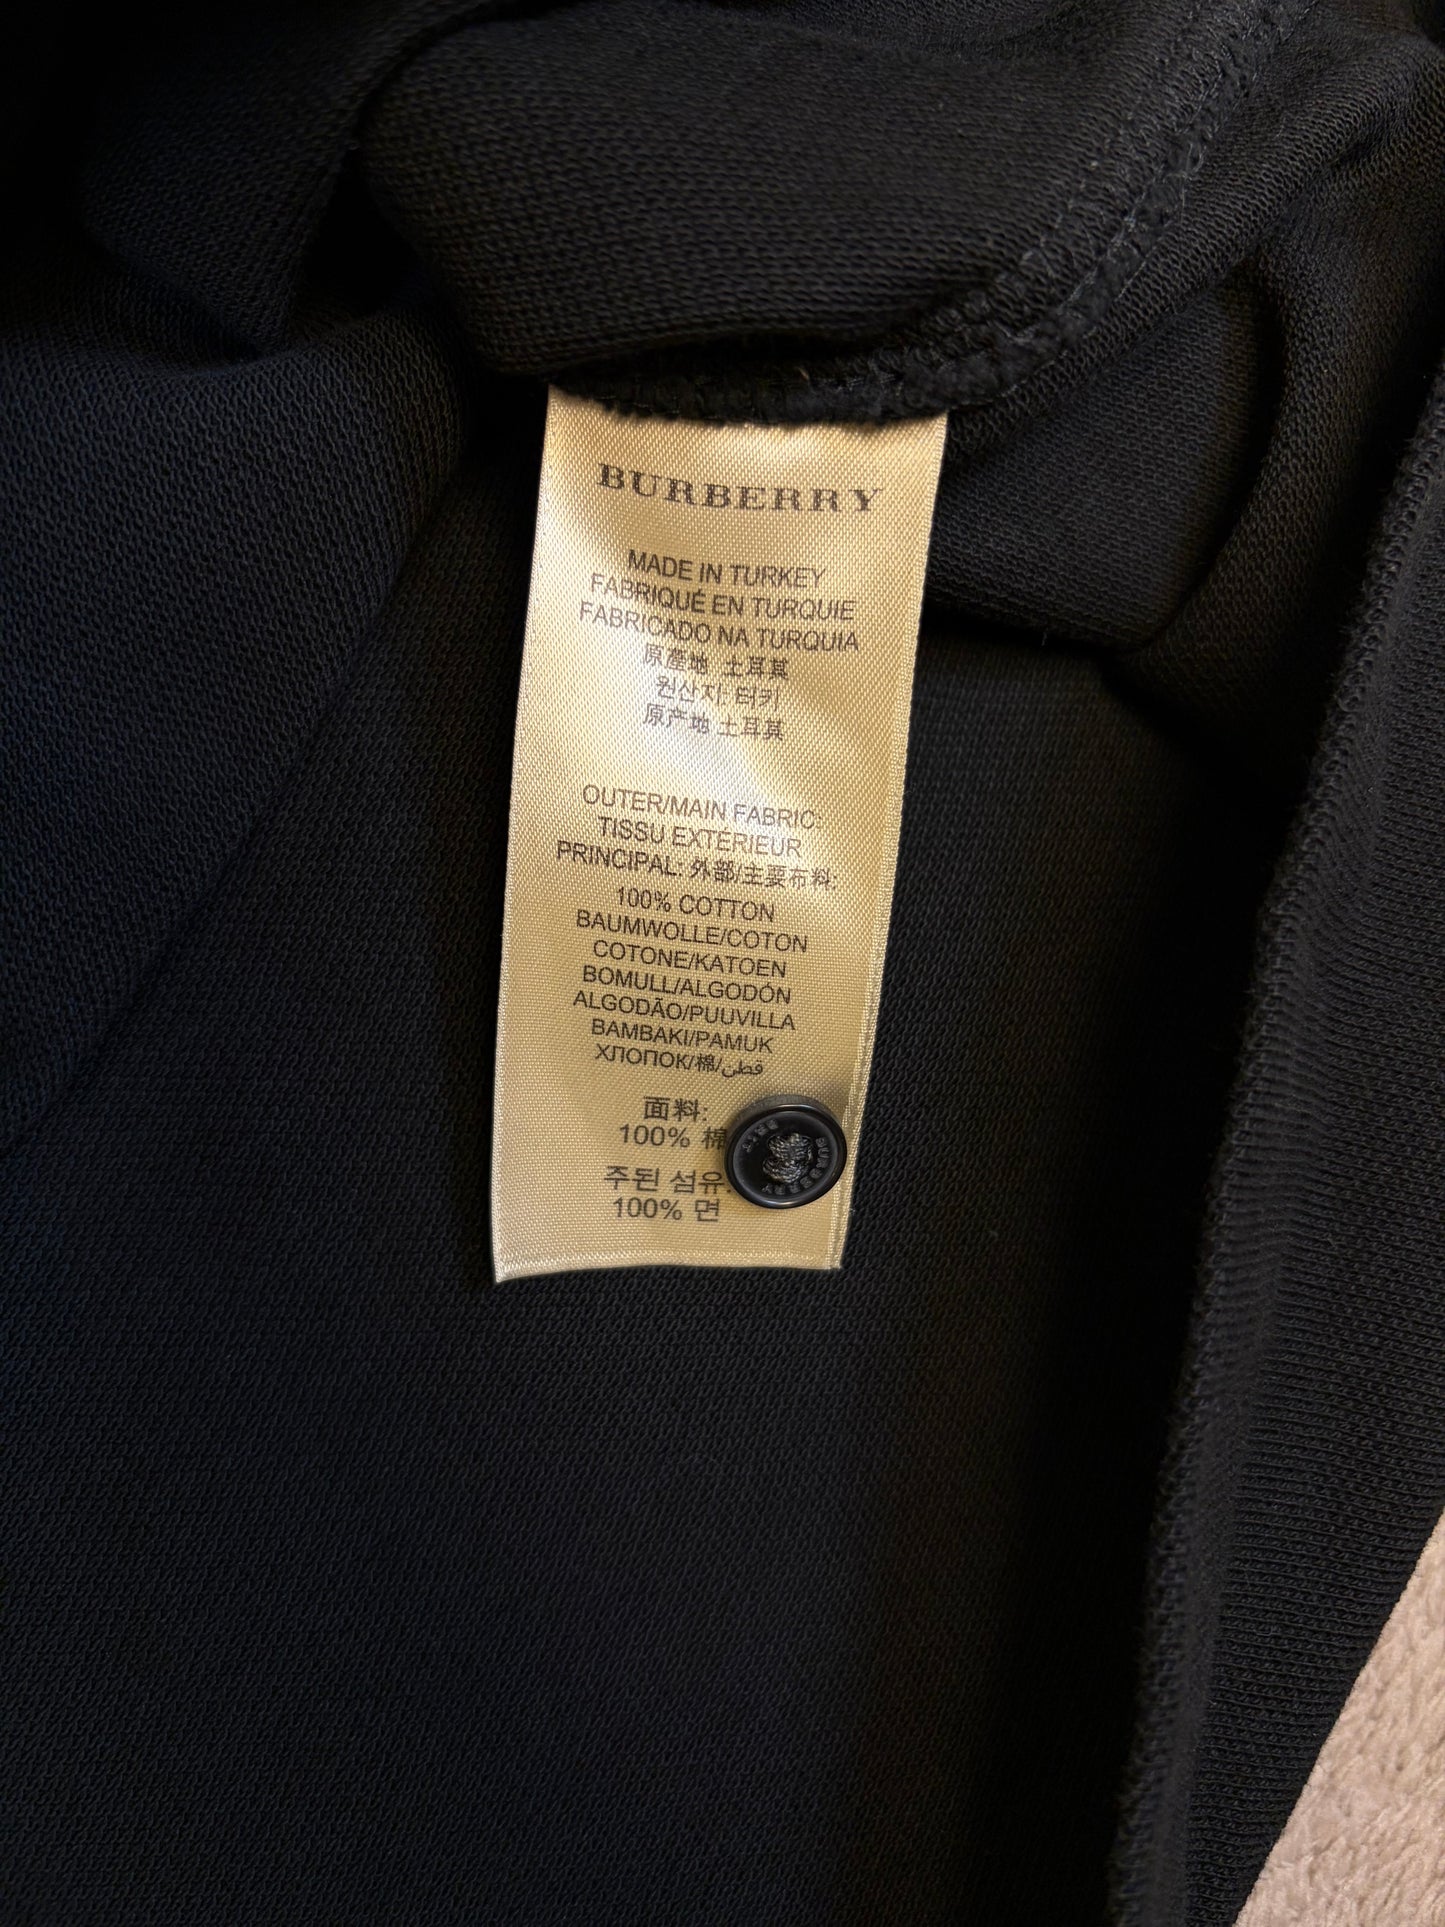 BURBERRY
MADE IN TURKEY
FABRIQUÉ EN TURQUIE
FABRICADO NA TURQUIA
原產地 土耳其
원산지: 터키
原产地 土耳其
OUTER/MAIN FABRIC:
TISSU EXTERIEUR
PRINCIPAL: 外部/主要布料:
100% COTTON
BAUMWOLLE/COTON
COTONE/KATOEN
BOMULL/ALGODÓN
ALGODÃO/PUUVILLA
BAMBAKI/PAMUK
ХЛОПОК/棉/قطن
面料:
100% 棉
주된 섬유:
100% 면
BURBERRY
BRIT